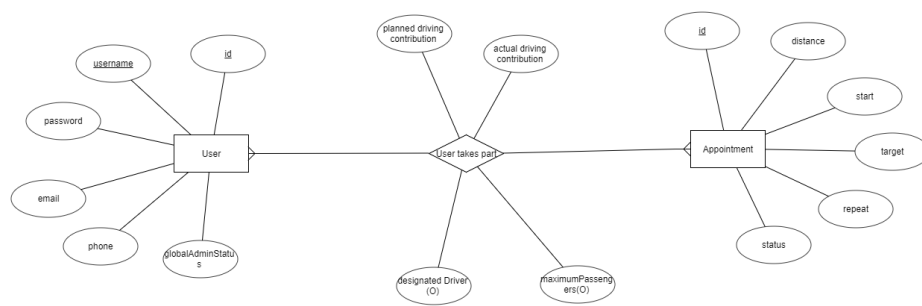 planned driving
contribution
actual driving
contribution
id
username
password
email
phone
globalAdminStatu
s
User
User takes part
designated Driver
(O)
maximumPasseng
ers(O)
Appointment
id
distance
start
target
repeat
status